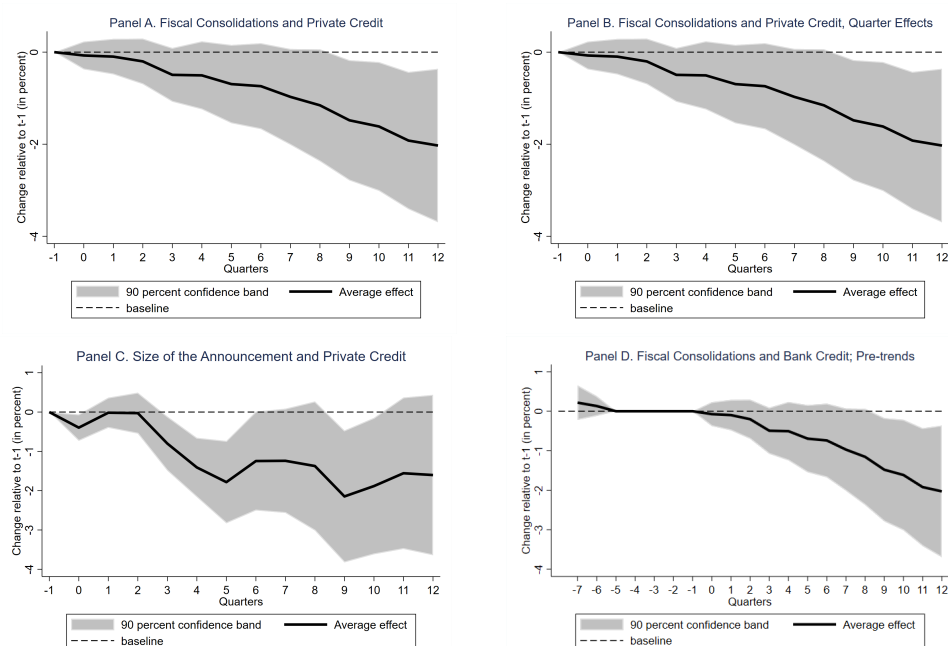 Panel A. Fiscal Consolidations and Private Credit
Change relative to t-1 (in percent)
0
-2
-4
-1 0 1 2 3 4 5 6 7 8 9 10 11 12
Quarters
90 percent confidence band Average effect
baseline
Panel B. Fiscal Consolidations and Private Credit, Quarter Effects
Change relative to t-1 (in percent)
0
-2
-4
-1 0 1 2 3 4 5 6 7 8 9 10 11 12
Quarters
90 percent confidence band Average effect
baseline
Panel C. Size of the Announcement and Private Credit
Change relative to t-1 (in percent)
1
0
-1
-2
-3
-4
-1 0 1 2 3 4 5 6 7 8 9 10 11 12
Quarters
90 percent confidence band Average effect
baseline
Panel D. Fiscal Consolidations and Bank Credit; Pre-trends
Change relative to t-1 (in percent)
1
0
-1
-2
-3
-4
-7 -6 -5 -4 -3 -2 -1 0 1 2 3 4 5 6 7 8 9 10 11 12
Quarters
90 percent confidence band Average effect
baseline